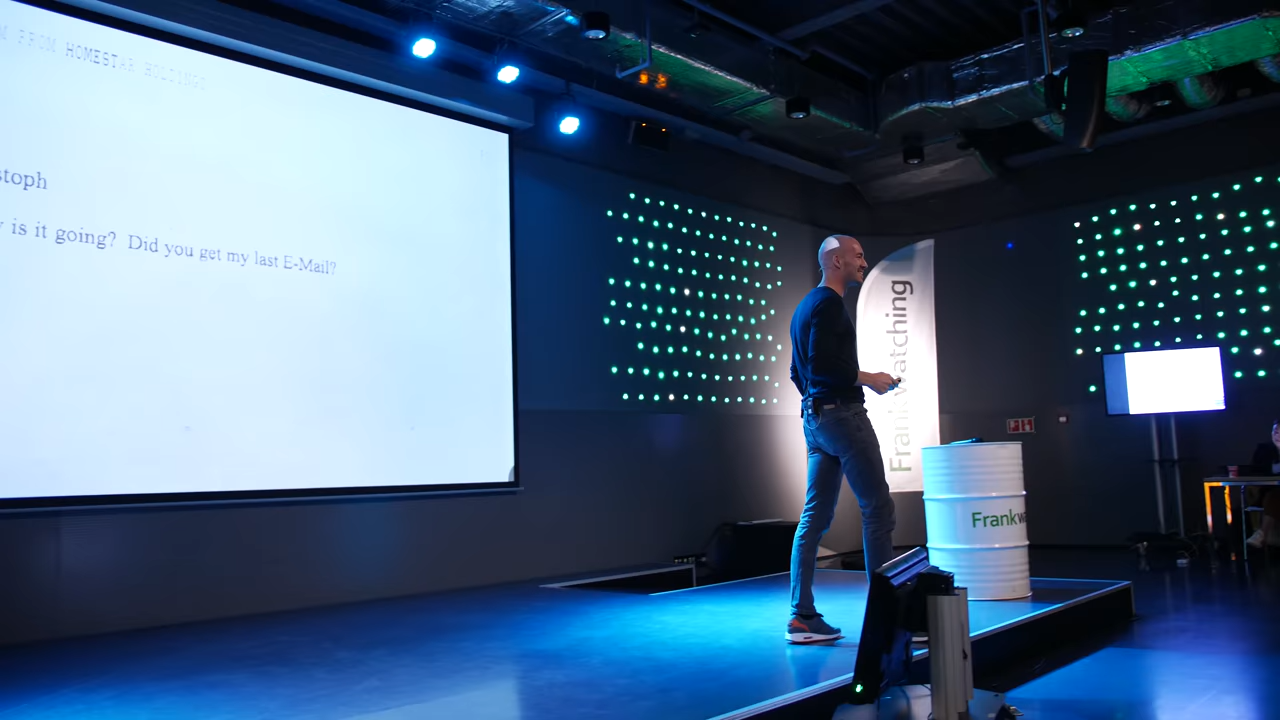 M FROM HOMESTAR HOLDINGS
stoph
is it going? Did you get my last E-Mail?
Frankwatching
Frankwa